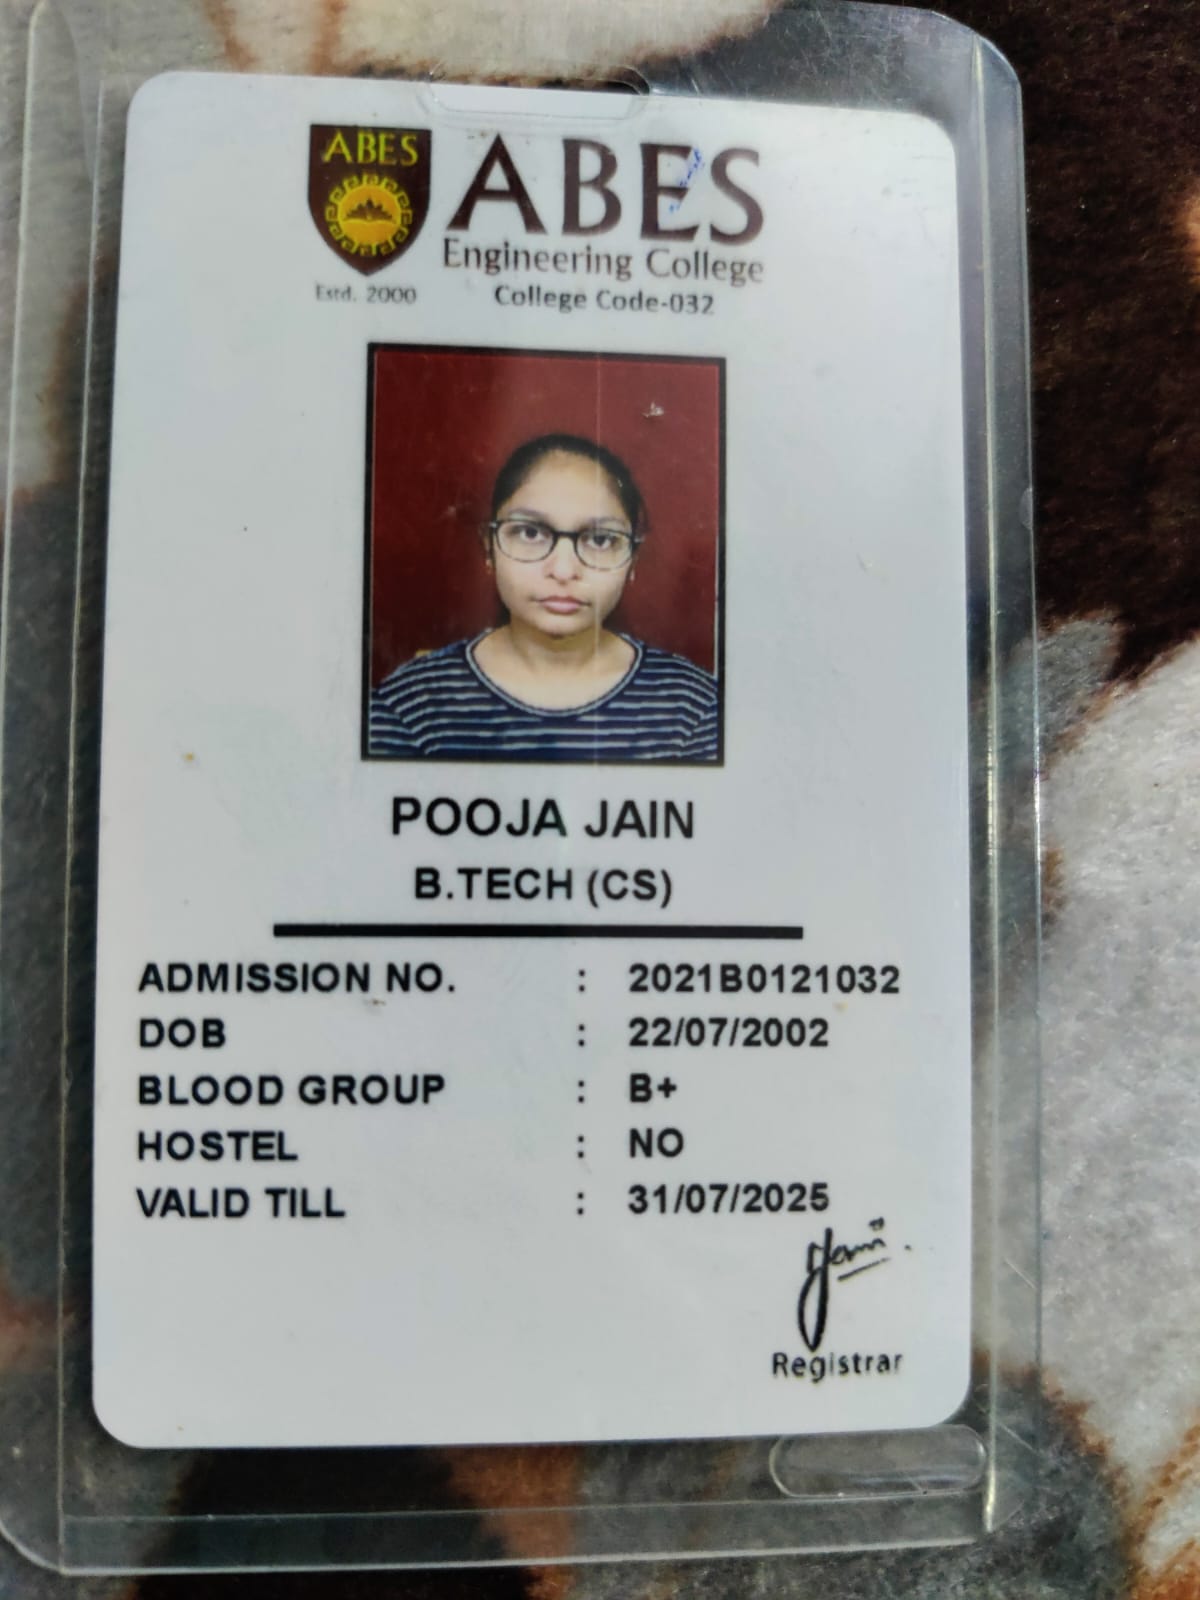 ABES
ABES
Engineering College
Estd. 2000
College Code-032
POOJA JAIN
B.TECH (CS)
ADMISSION NO. : 2021B0121032
DOB : 22/07/2002
BLOOD GROUP : B+
HOSTEL : NO
VALID TILL : 31/07/2025
Registrar